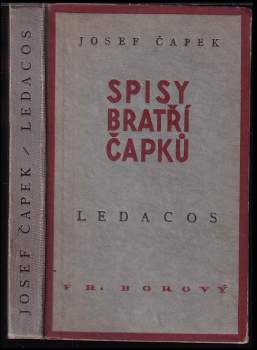 JOSEF ČAPEK / LEDACOS
JOSEF ČAPEK
SPISY
BRATŘÍ
ČAPKŮ
LEDACOS
FR. BOROVÝ